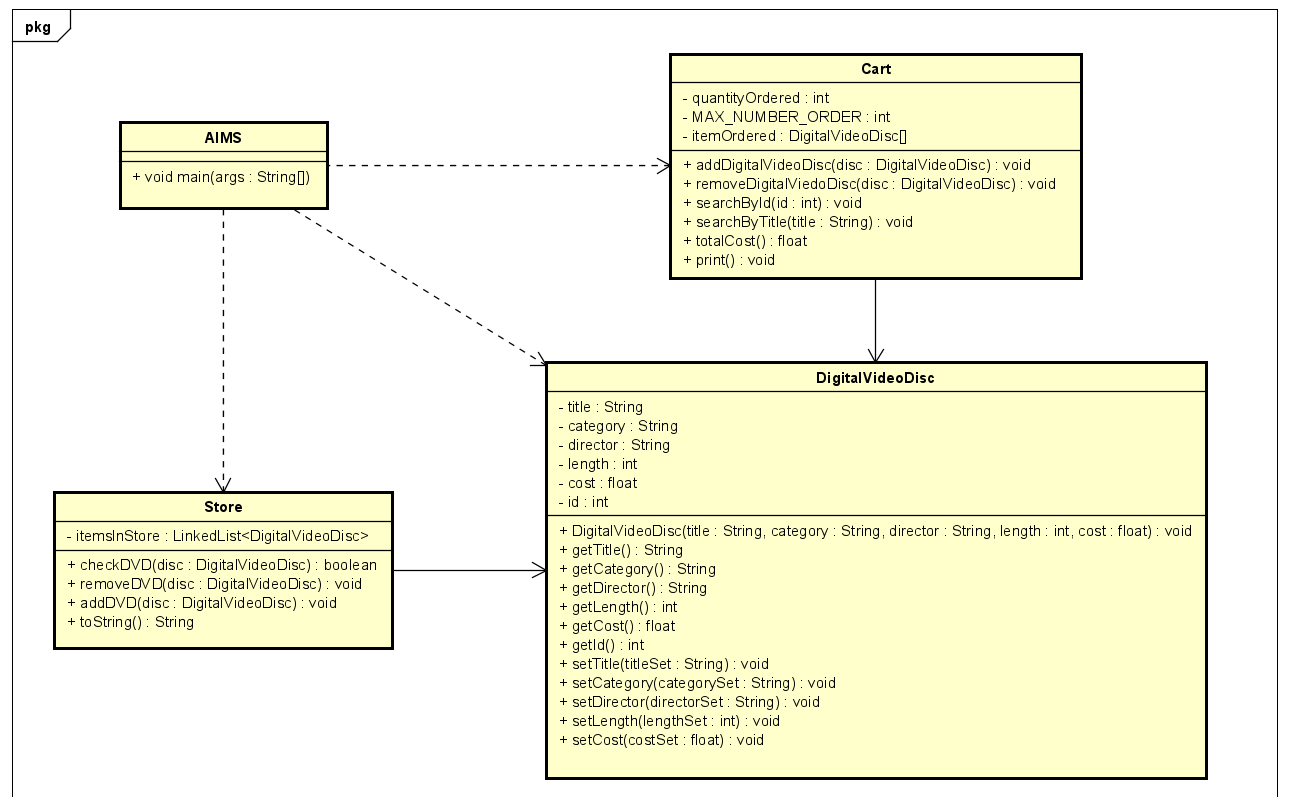 pkg
AIMS
+ void main(args : String[])
Cart
- quantityOrdered : int
- MAX_NUMBER_ORDER : int
- itemOrdered : DigitalVideoDisc[]
+ addDigitalVideoDisc(disc : DigitalVideoDisc) : void
+ removeDigitalViedoDisc(disc : DigitalVideoDisc) : void
+ searchById(id : int) : void
+ searchByTitle(title : String) : void
+ totalCost() : float
+ print() : void
DigitalVideoDisc
- title : String
- category : String
- director : String
- length : int
- cost : float
- id : int
+ DigitalVideoDisc(title : String, category : String, director : String, length : int, cost : float) : void
+ getTitle() : String
+ getCategory() : String
+ getDirector() : String
+ getLength() : int
+ getCost() : float
+ getId() : int
+ setTitle(titleSet : String) : void
+ setCategory(categorySet : String) : void
+ setDirector(directorSet : String) : void
+ setLength(lengthSet : int) : void
+ setCost(costSet : float) : void
Store
- itemsInStore : LinkedList<DigitalVideoDisc>
+ checkDVD(disc : DigitalVideoDisc) : boolean
+ removeDVD(disc : DigitalVideoDisc) : void
+ addDVD(disc : DigitalVideoDisc) : void
+ toString() : String